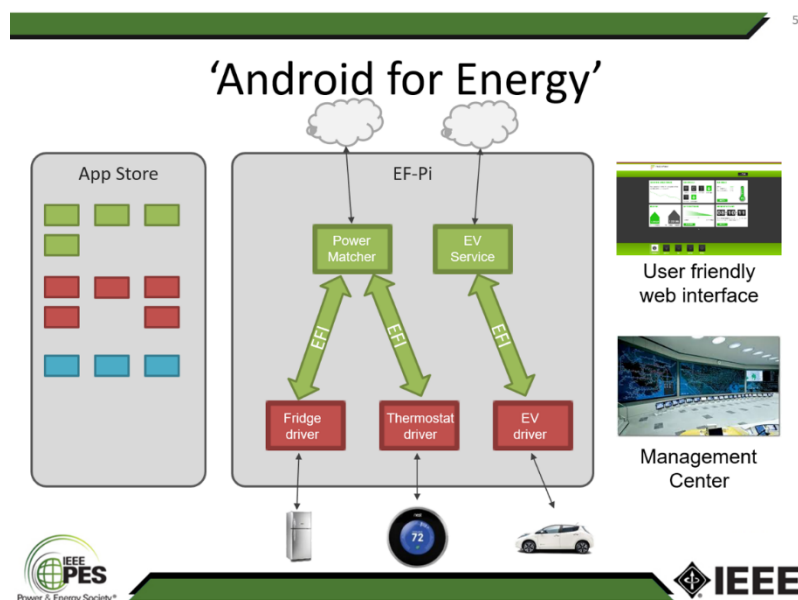 5
'Android for Energy'
App Store
EF-Pi
Power
Matcher
EV
Service
EFI
EFI
EFI
Fridge
driver
Thermostat
driver
EV
driver
72
User friendly
web interface
Management
Center
IEEE
PES
Power & Energy Society®
IEEE